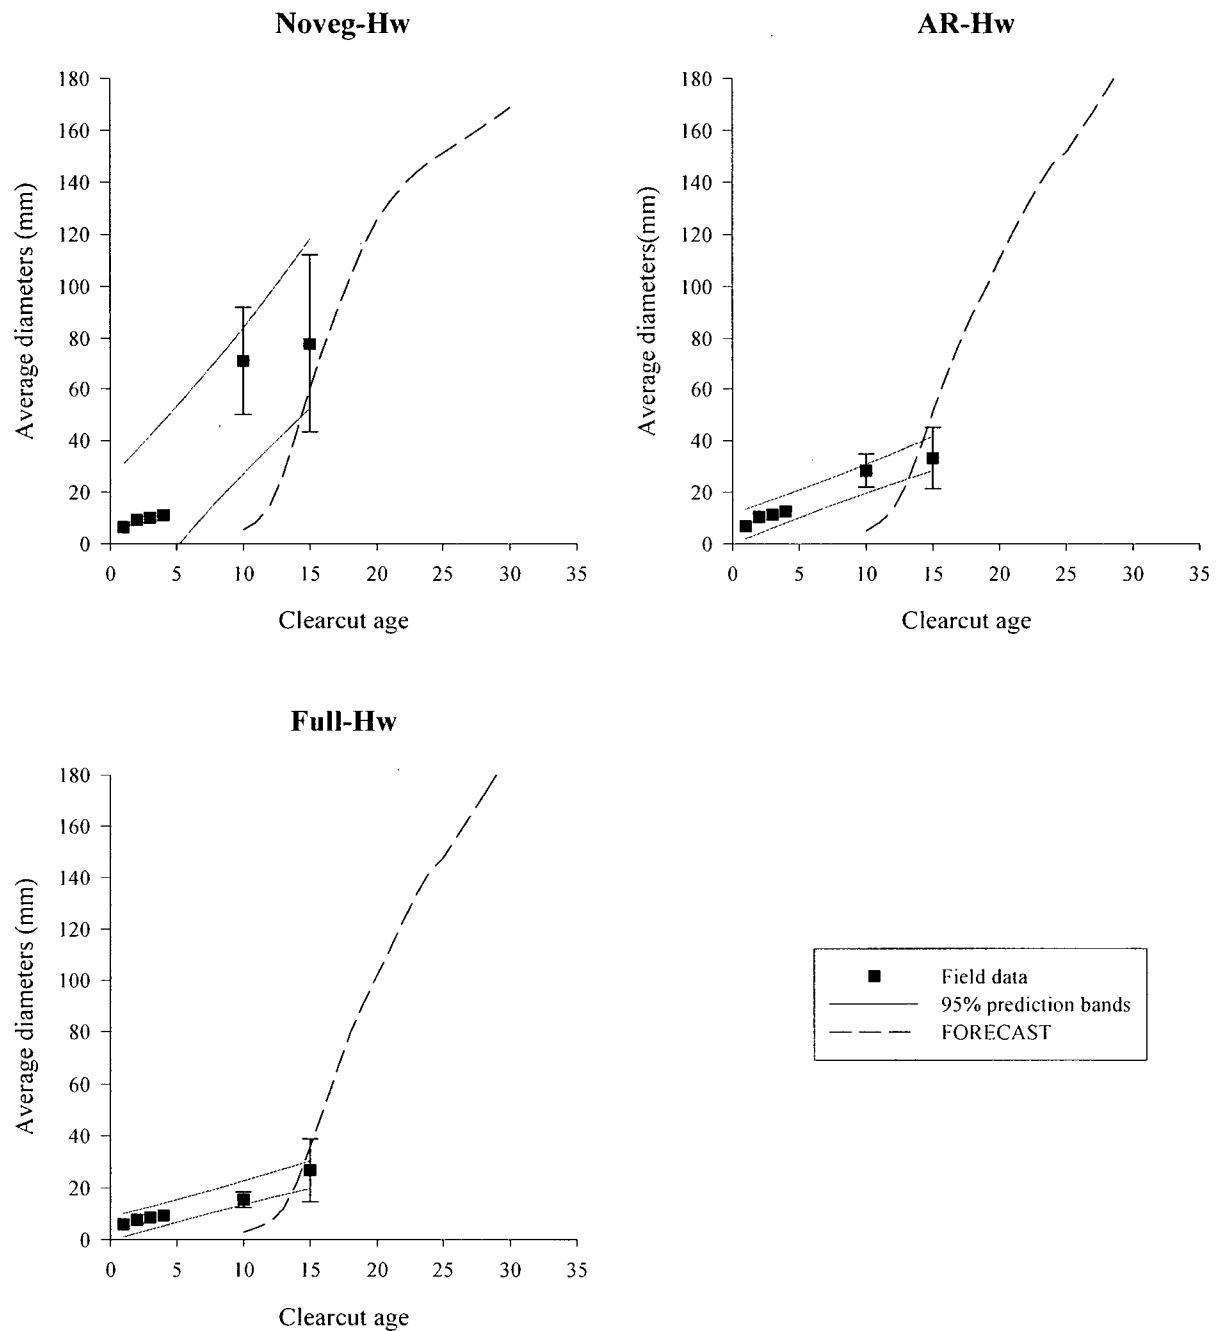 Noveg-Hw
180
160
140
120
100
80
60
40
20
0
Average diameters (mm)
0 5 10 15 20 25 30 35
Clearcut age
AR-Hw
180
160
140
120
100
80
60
40
20
0
Average diameters(mm)
0 5 10 15 20 25 30 35
Clearcut age
Full-Hw
180
160
140
120
100
80
60
40
20
0
Average diameters (mm)
0 5 10 15 20 25 30 35
Clearcut age
Field data
95% prediction bands
FORECAST